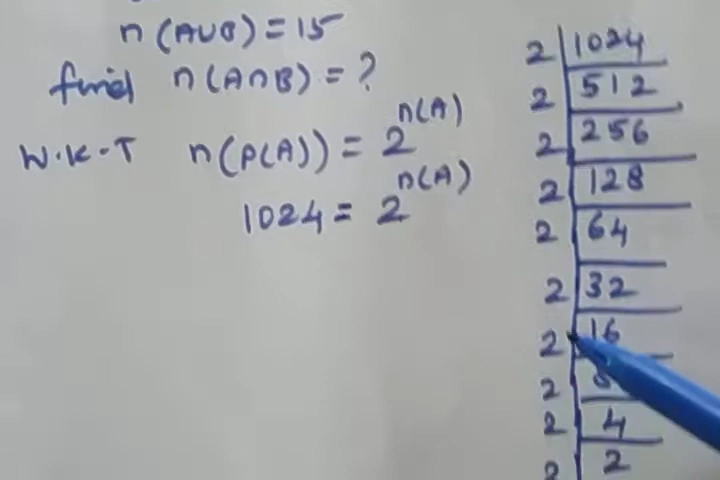 n(A∪B) = 15
find n(A∩B) = ?
W.K.T n(P(A)) = 2^n(A)
1024 = 2^n(A)
2 | 1024
2 | 512
2 | 256
2 | 128
2 | 64
2 | 32
2 | 16
2 | 8
2 | 4
2 | 2